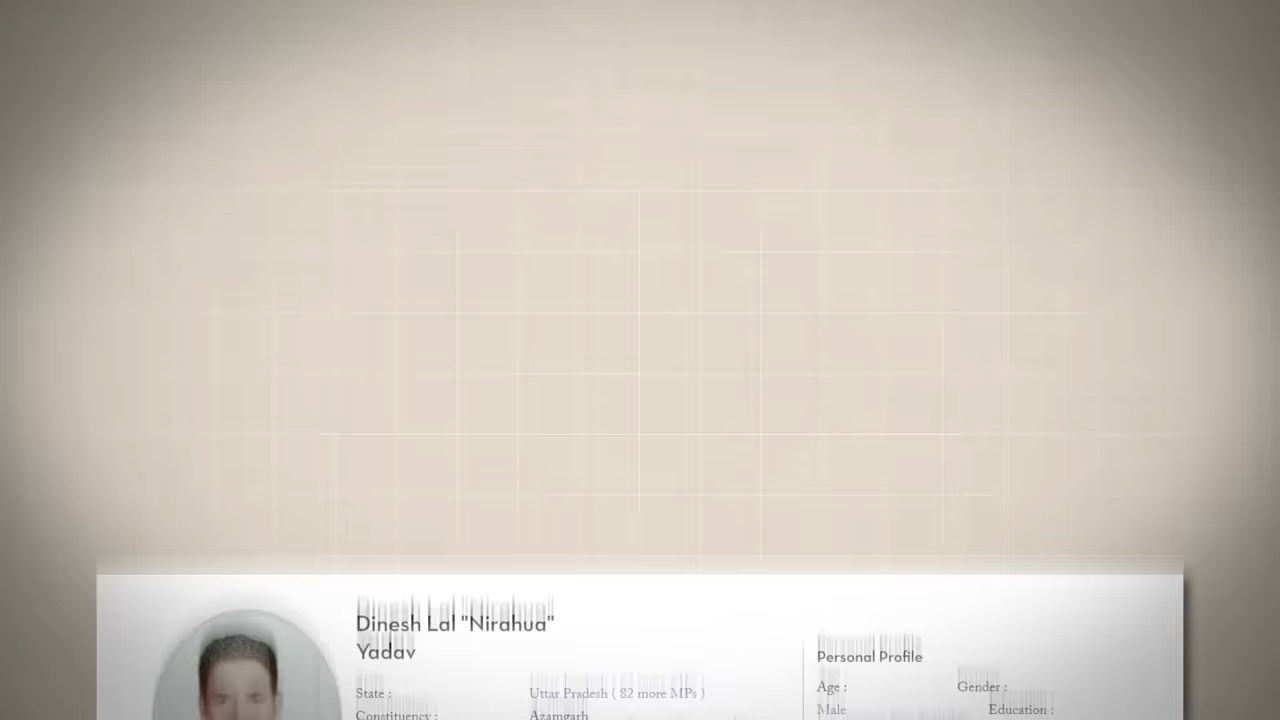 Dinesh Lal "Nirahua"
Yadav
State :
Uttar Pradesh ( 82 more MPs )
Constituency :
Azamgarh
Personal Profile
Age :
Gender :
Male
Education :